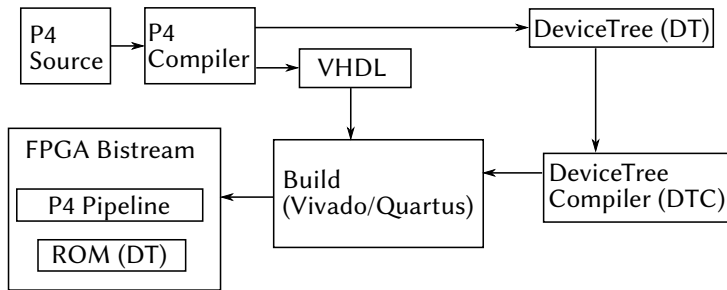 P4
Source
P4
Compiler
DeviceTree (DT)
VHDL
FPGA Bistream
P4 Pipeline
ROM (DT)
Build
(Vivado/Quartus)
DeviceTree
Compiler (DTC)